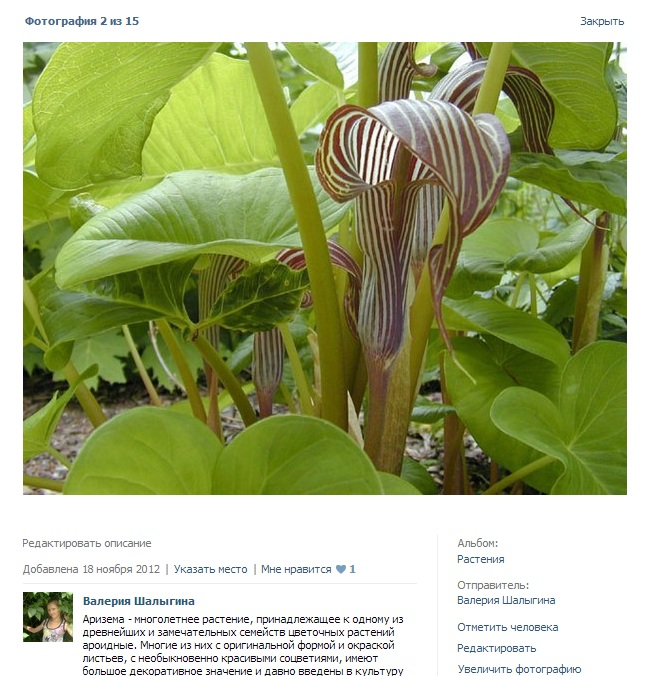 Фотография 2 из 15
Закрыть
Редактировать описание
Добавлена 18 ноября 2012 | Указать место | Мне нравится 1
Валерия Шалыгина
Аризема - многолетнее растение, принадлежащее к одному из
древнейших и замечательных семейств цветочных растений
ароидные. Многие из них с оригинальной формой и окраской
листьев, с необыкновенно красивыми соцветиями, имеют
большое декоративное значение и давно введены в культуру
Альбом:
Растения
Отправитель:
Валерия Шалыгина
Отметить человека
Редактировать
Увеличить фотографию